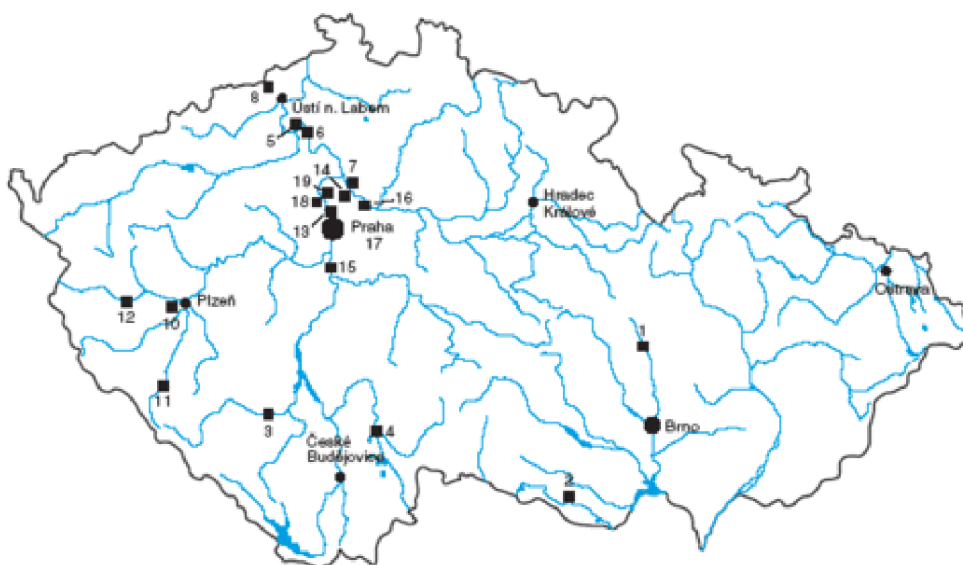 8
Ústí n. Labem
5
6
14
7
19
18
16
Hradec
Králové
13
Praha
17
15
Ostrava
Plzeň
12
10
1
11
3
4
Brno
České
Budějovice
2